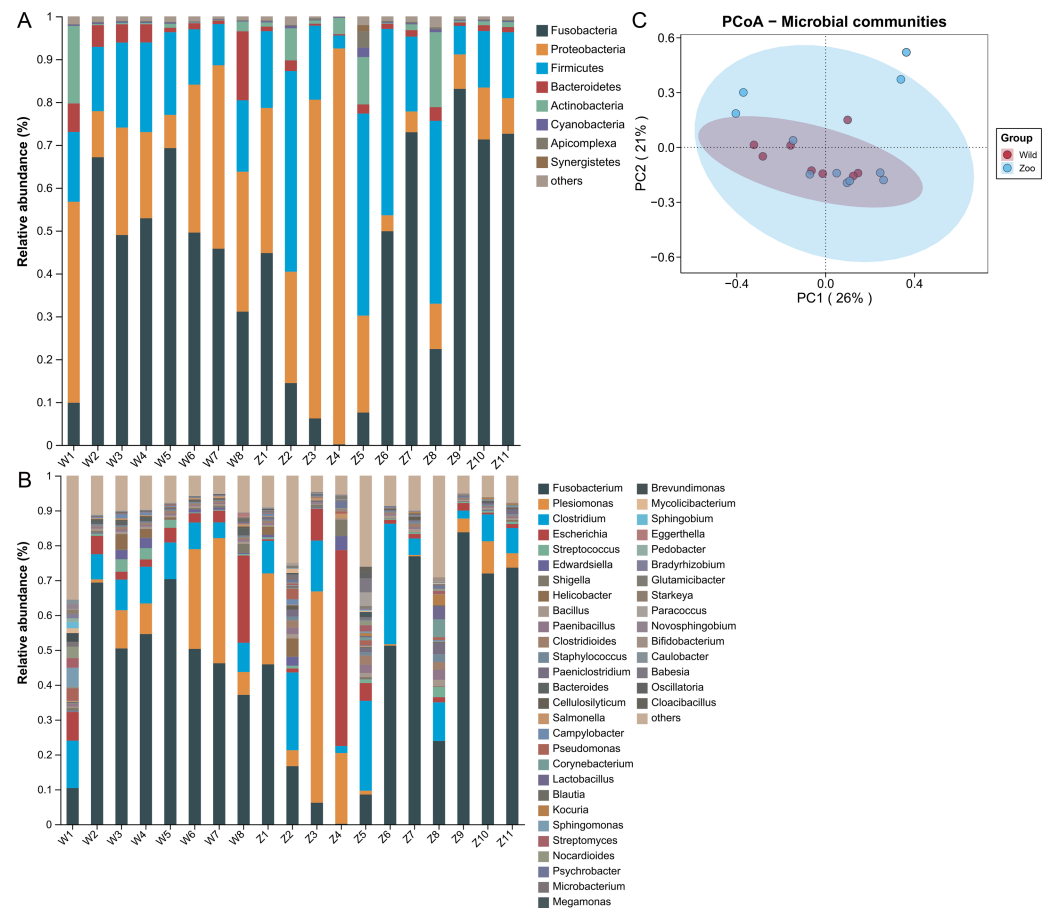 A
Relative abundance (%)
1
0.9
0.8
0.7
0.6
0.5
0.4
0.3
0.2
0.1
0
W1 W2 W3 W4 W5 W6 W7 W8 Z1 Z2 Z3 Z4 Z5 Z6 Z7 Z8 Z9 Z10 Z11
Fusobacteria
Proteobacteria
Firmicutes
Bacteroidetes
Actinobacteria
Cyanobacteria
Apicomplexa
Synergistetes
others
C
PCoA − Microbial communities
PC2 ( 21% )
0.6
0.3
0.0
−0.3
−0.6
−0.4 0.0 0.4
PC1 ( 26% )
Group
Wild
Zoo
B
Relative abundance (%)
1
0.9
0.8
0.7
0.6
0.5
0.4
0.3
0.2
0.1
0
W1 W2 W3 W4 W5 W6 W7 W8 Z1 Z2 Z3 Z4 Z5 Z6 Z7 Z8 Z9 Z10 Z11
Fusobacterium
Plesiomonas
Clostridium
Escherichia
Streptococcus
Edwardsiella
Shigella
Helicobacter
Bacillus
Paenibacillus
Clostridioides
Staphylococcus
Paeniclostridium
Bacteroides
Cellulosilyticum
Salmonella
Campylobacter
Pseudomonas
Corynebacterium
Lactobacillus
Blautia
Kocuria
Sphingomonas
Streptomyces
Nocardioides
Psychrobacter
Microbacterium
Megamonas
Brevundimonas
Mycolicibacterium
Sphingobium
Eggerthella
Pedobacter
Bradyrhizobium
Glutamicibacter
Starkeya
Paracoccus
Novosphingobium
Bifidobacterium
Caulobacter
Babesia
Oscillatoria
Cloacibacillus
others